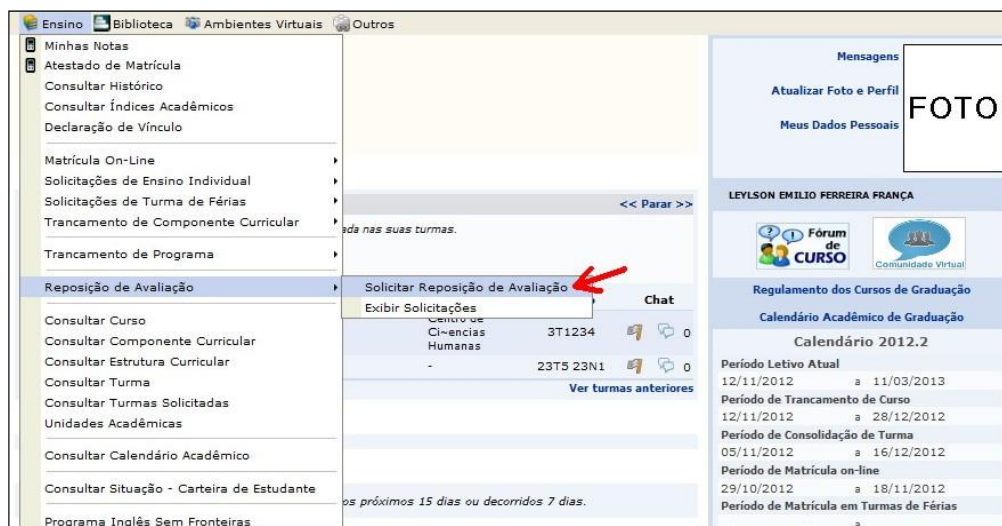 Ensino Biblioteca Ambientes Virtuais Outros
Minhas Notas
Atestado de Matrícula
Consultar Histórico
Consultar Índices Acadêmicos
Declaração de Vínculo
Matrícula On-Line
Solicitações de Ensino Individual
Solicitações de Turma de Férias
Trancamento de Componente Curricular
Trancamento de Programa
Reposição de Avaliação
Consultar Curso
Consultar Componente Curricular
Consultar Estrutura Curricular
Consultar Turma
Consultar Turmas Solicitadas
Unidades Acadêmicas
Consultar Calendário Acadêmico
Consultar Situação - Carteira de Estudante
Programa Inglês Sem Fronteiras
Solicitar Reposição de Avaliação
Exibir Solicitações
<< Parar >>
nas suas turmas.
Chat
Centro de
Ci~encias
Humanas
3T1234
0
-
23T5 23N1
0
Ver turmas anteriores
próximos 15 dias ou decorridos 7 dias.
Mensagens
Atualizar Foto e Perfil
Meus Dados Pessoais
FOTO
LEYLSON EMILIO FERREIRA FRANÇA
Fórum
de
CURSO
Comunidade Virtual
Regulamento dos Cursos de Graduação
Calendário Acadêmico de Graduação
Calendário 2012.2
Período Letivo Atual
12/11/2012 a 11/03/2013
Período de Trancamento de Curso
12/11/2012 a 28/12/2012
Período de Consolidação de Turma
05/11/2012 a 16/12/2012
Período de Matrícula on-line
29/10/2012 a 18/11/2012
Período de Matrícula em Turmas de Férias
a